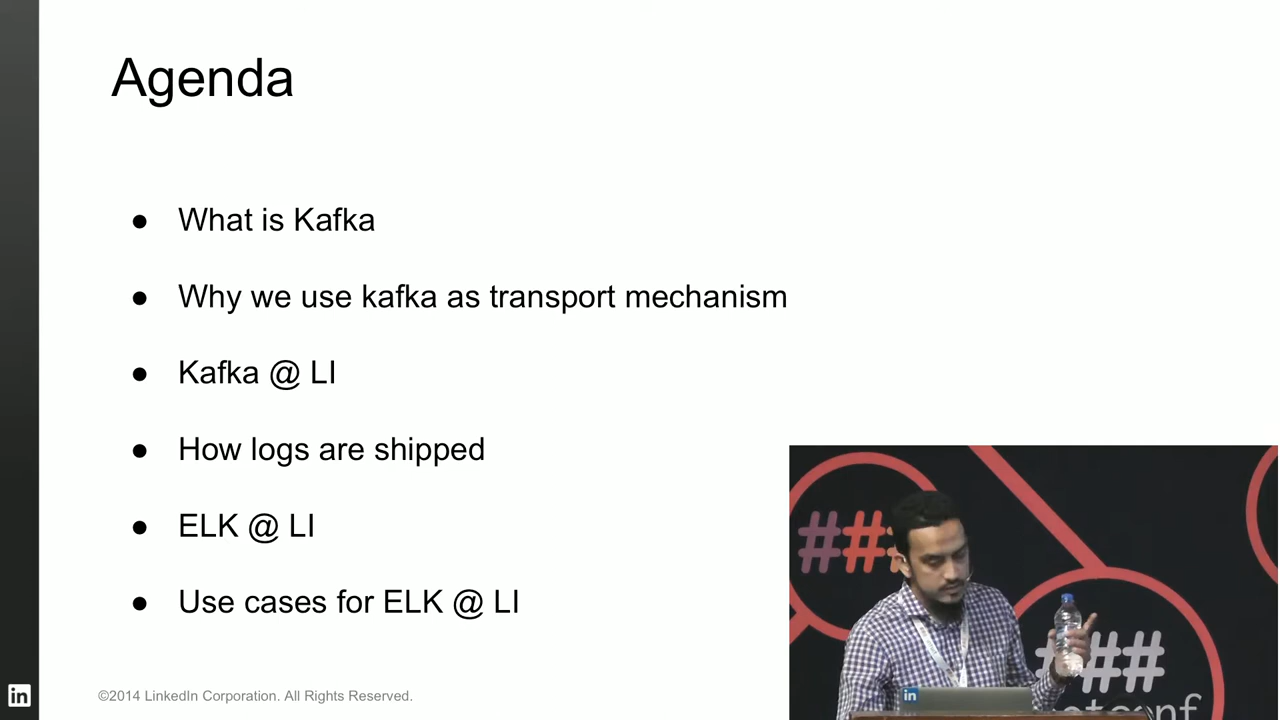 Agenda
● What is Kafka
● Why we use kafka as transport mechanism
● Kafka @ LI
● How logs are shipped
● ELK @ LI
● Use cases for ELK @ LI
in ©2014 LinkedIn Corporation. All Rights Reserved.
##
in
###